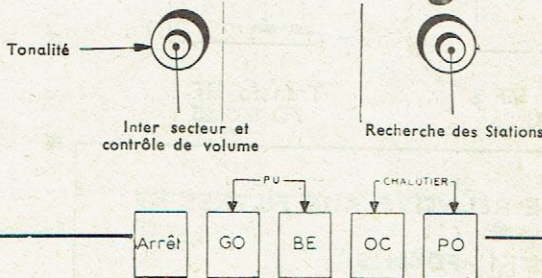 Tonalité
Inter secteur et
contrôle de volume
Recherche des Stations
PU
CHALUTIER
Arrêt GO BE OC PO